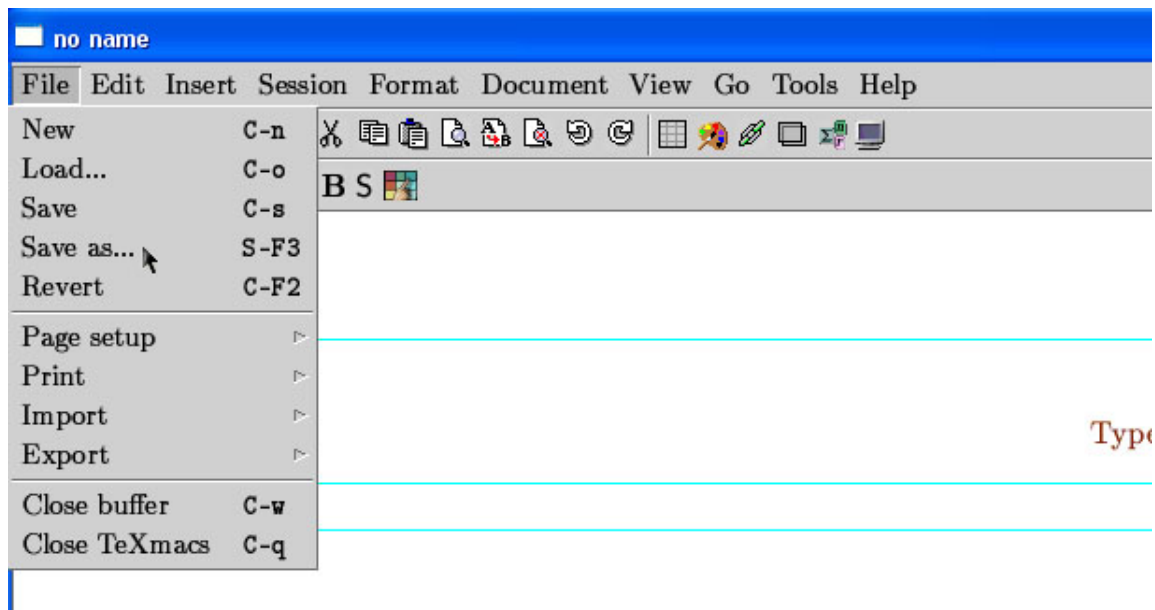 no name
File Edit Insert Session Format Document View Go Tools Help
New C-n
Load... C-o
Save C-s
B S
Save as... S-F3
Revert C-F2
Page setup
Print
Import
Export
Type
Close buffer C-w
Close TeXmacs C-q